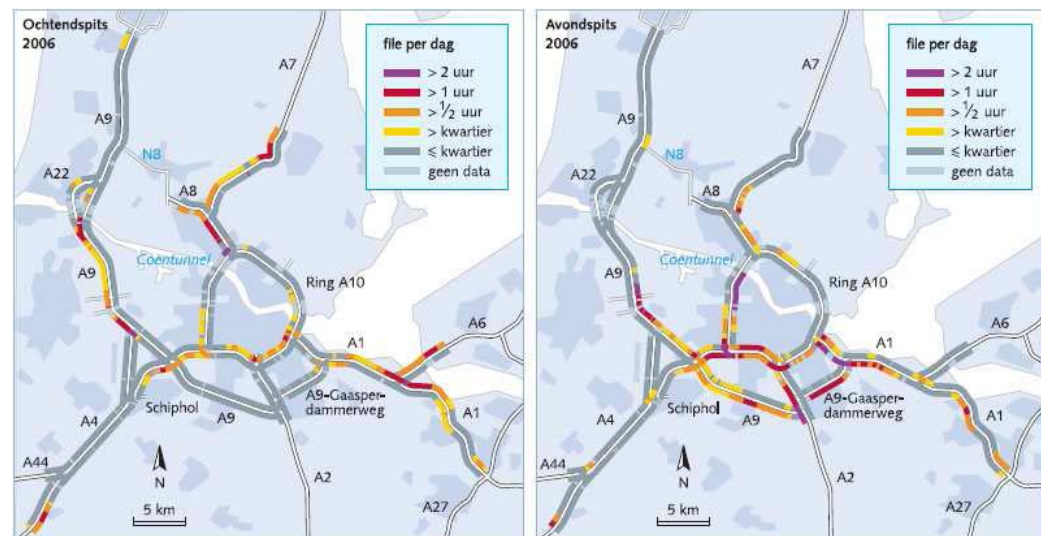 Ochtendspits
2006
file per dag
> 2 uur
> 1 uur
> 1/2 uur
> kwartier
≤ kwartier
geen data
A7
A9
N8
A22
A8
Coentunnel
A9
Ring A10
A6
A1
Schiphol
A9
A9-Gaasper-
dammerweg
A1
A4
A44
N
A2
5 km
A27
Avondspits
2006
file per dag
> 2 uur
> 1 uur
> 1/2 uur
> kwartier
≤ kwartier
geen data
A7
A9
N8
A22
A8
Coentunnel
A9
Ring A10
A6
A1
Schiphol
A9
A9-Gaasper-
dammerweg
A1
A4
A44
N
A2
5 km
A27